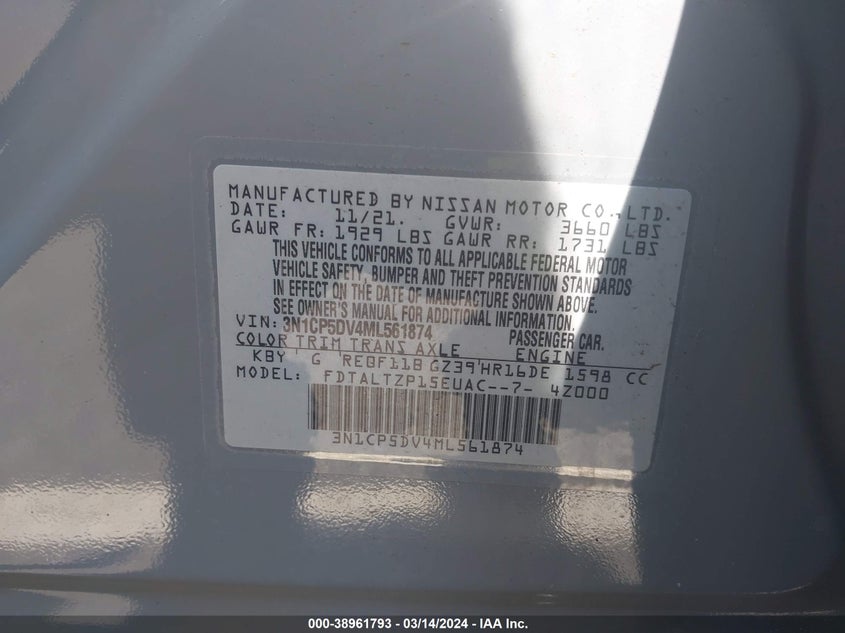 MANUFACTURED BY NISSAN MOTOR CO., LTD.
DATE: 11/21. GVWR: 3660 LBS
GAWR FR: 1929 LBS GAWR RR: 1731 LBS
THIS VEHICLE CONFORMS TO ALL APPLICABLE FEDERAL MOTOR
VEHICLE SAFETY, BUMPER AND THEFT PREVENTION STANDARDS
IN EFFECT ON THE DATE OF MANUFACTURE SHOWN ABOVE.
SEE OWNER'S MANUAL FOR ADDITIONAL INFORMATION.
VIN: 3N1CP5DV4ML561874 PASSENGER CAR.
COLOR TRIM TRANS AXLE ENGINE
KBY G RE0F11B GZ39 HR16DE 1598 CC
MODEL: FDTALTZP15EUAC--7- 4Z000
3N1CP5DV4ML561874
000-38961793 - 03/14/2024 - IAA Inc.